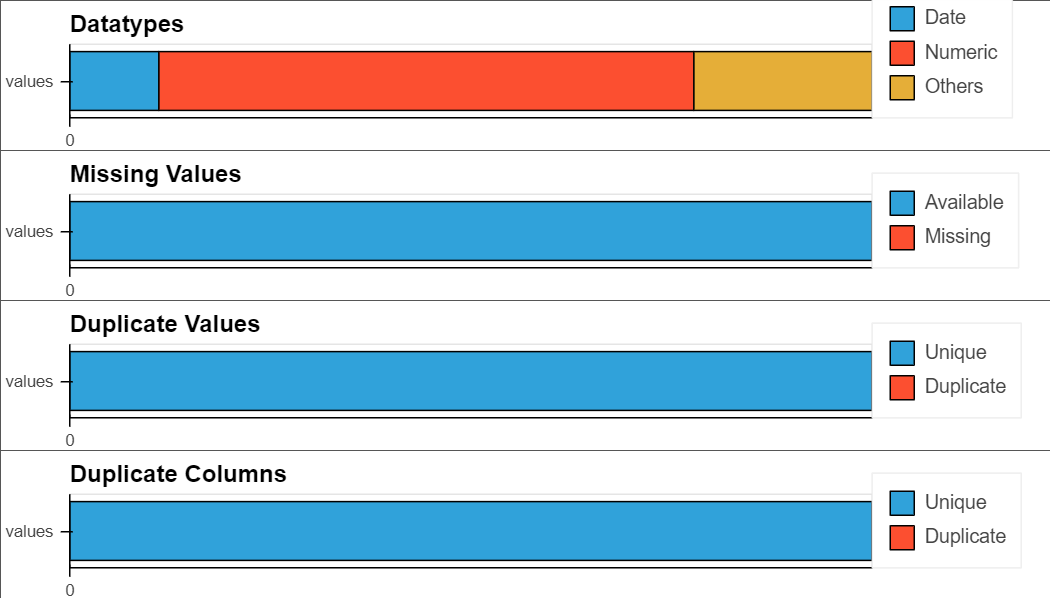 Datatypes
Date
Numeric
Others
values
0
Missing Values
Available
Missing
values
0
Duplicate Values
Unique
Duplicate
values
0
Duplicate Columns
Unique
Duplicate
values
0